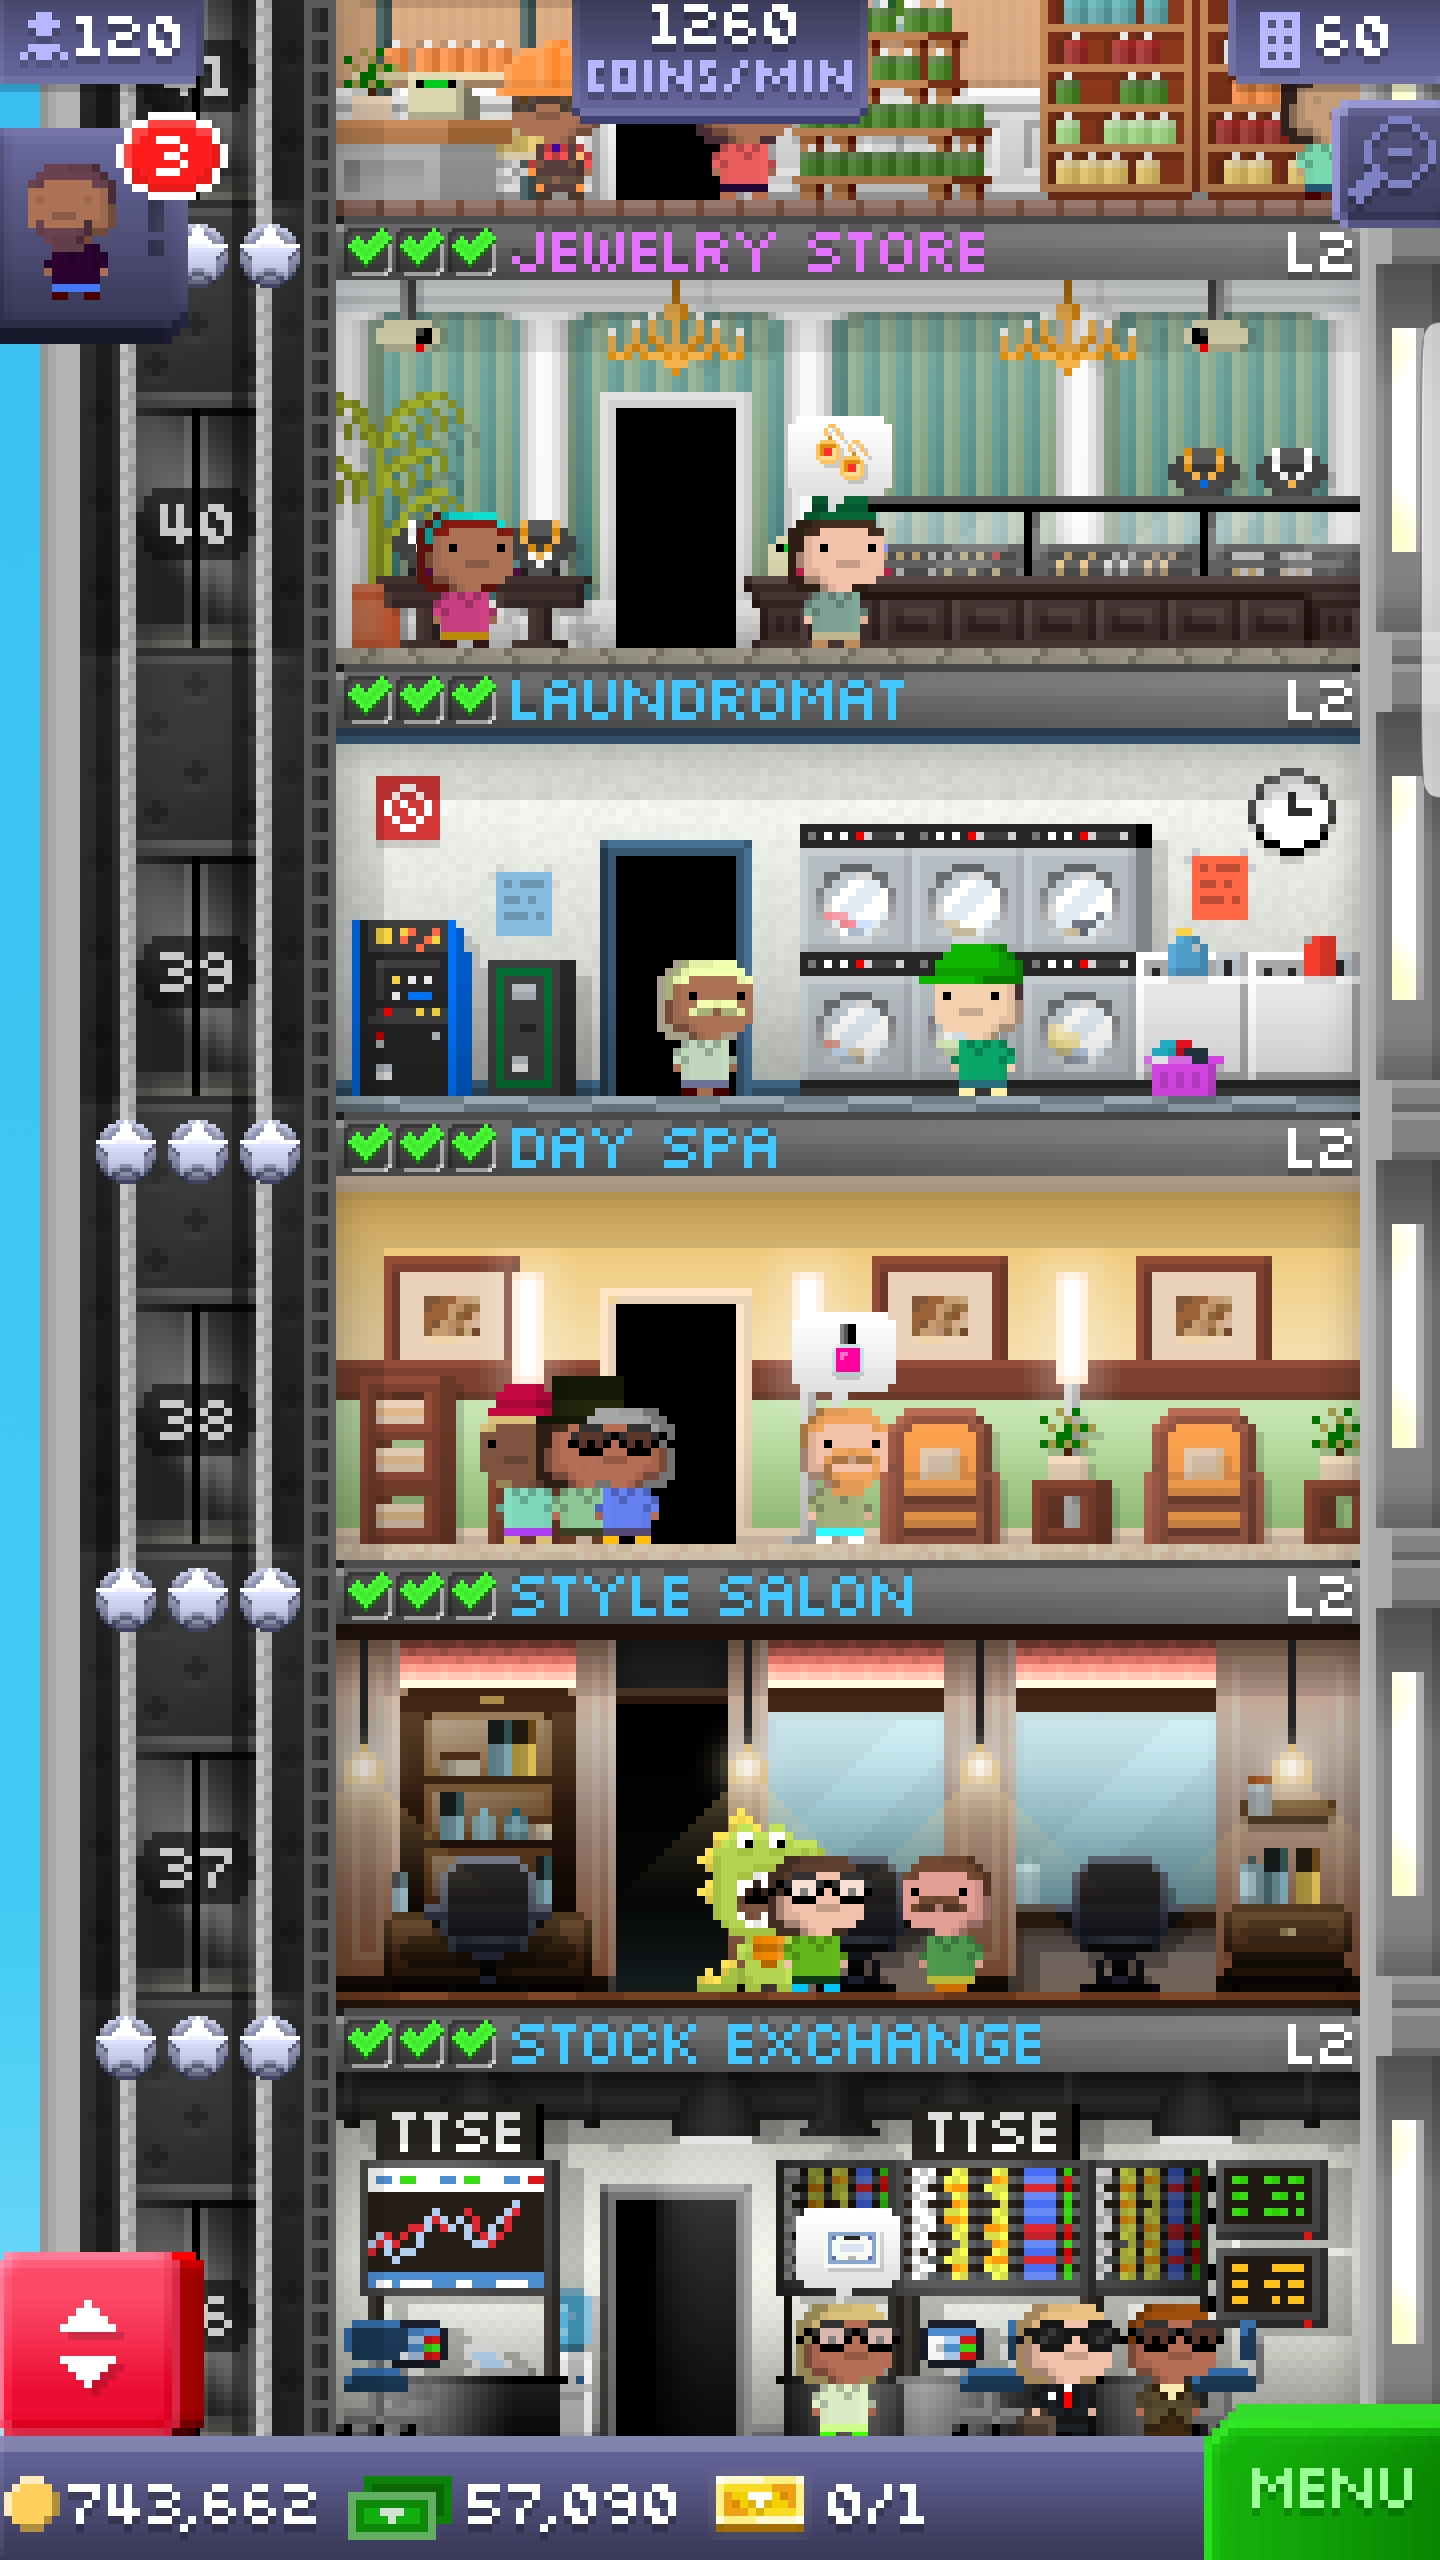 120
1260
COINS/MIN
60
3
JEWELRY STORE
L2
40
LAUNDROMAT
L2
39
DAY SPA
L2
38
STYLE SALON
L2
37
STOCK EXCHANGE
L2
TTSE
TTSE
743,662
57,090
0/1
MENU